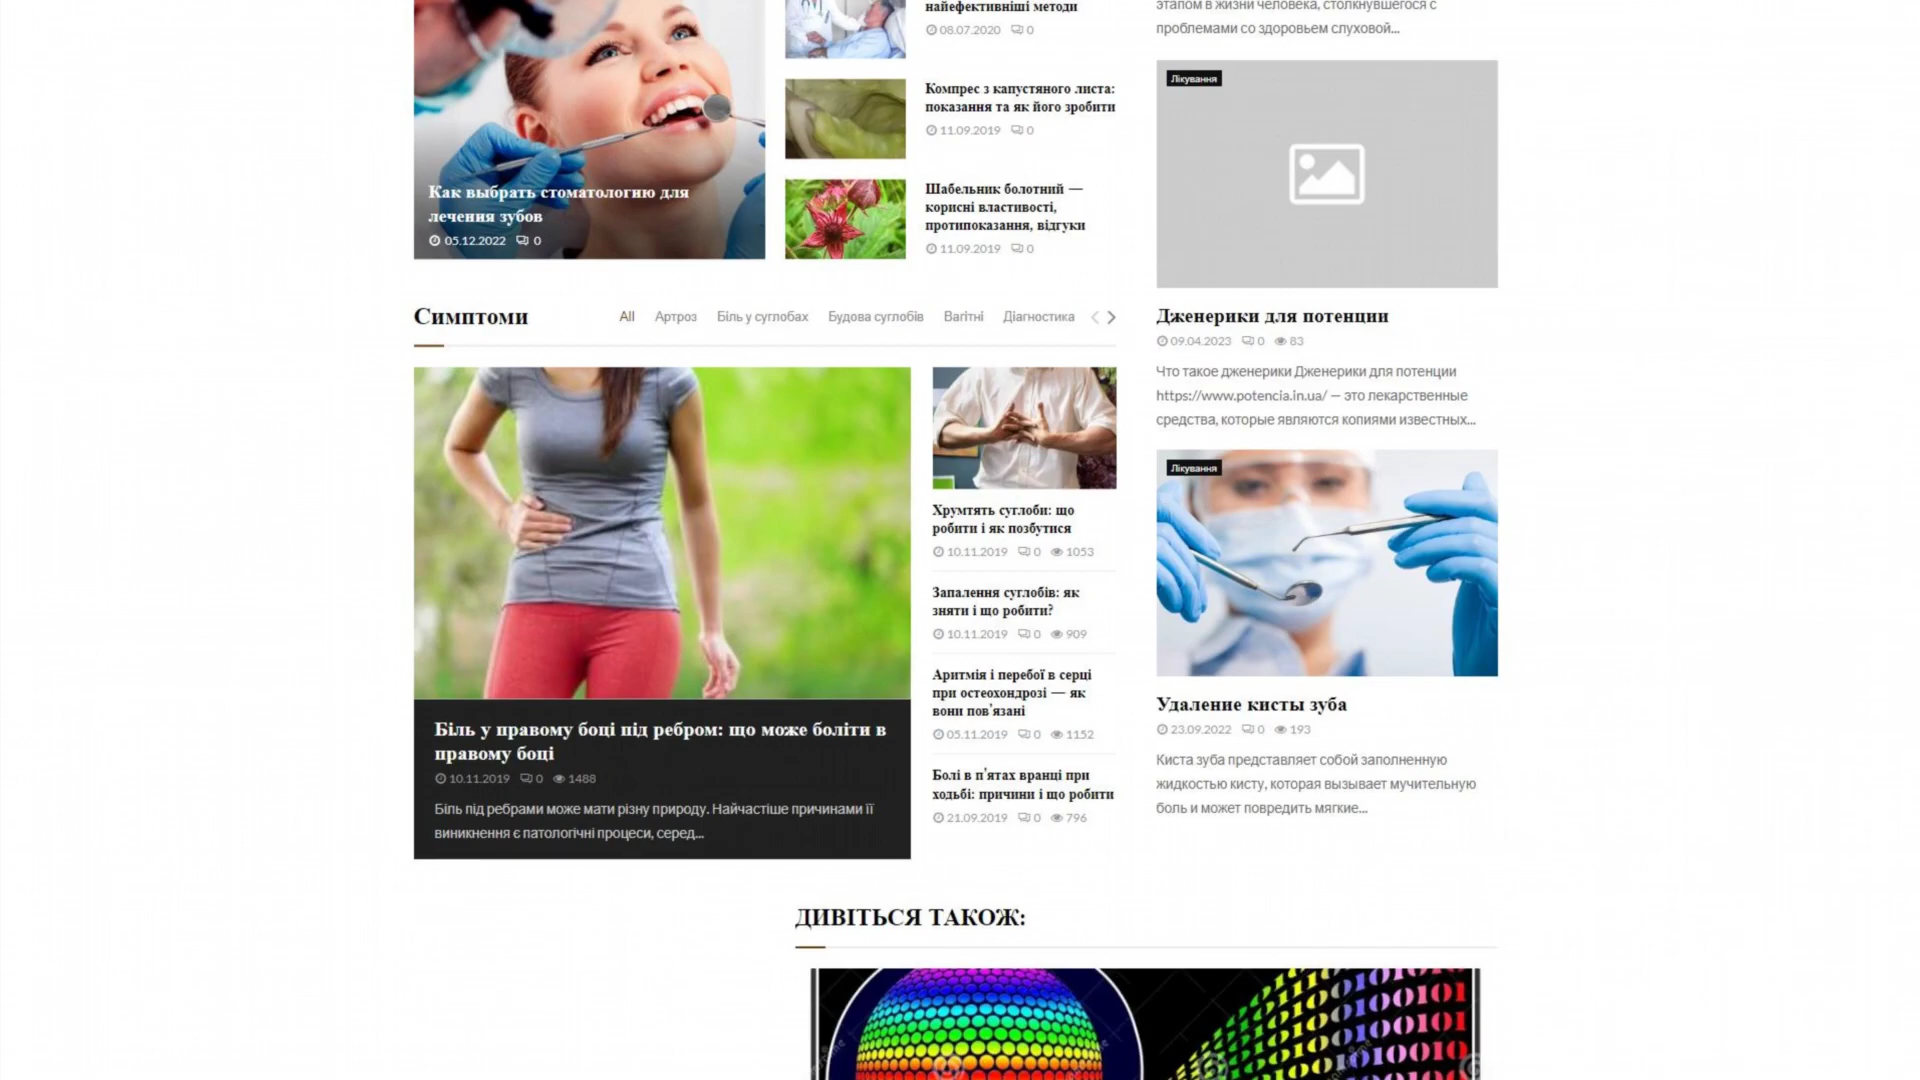 Как выбрать стоматологию для
лечения зубов
05.12.2022 0
найефективніші методи
08.07.2020 0
Компрес з капустяного листа:
показання та як його зробити
11.09.2019 0
Шабельник болотний —
корисні властивості,
протипоказання, відгуки
11.09.2019 0
Симптоми
All Артроз Біль у суглобах Будова суглобів Вагітні Діагностика
Біль у правому боці під ребром: що може боліти в
правому боці
10.11.2019 0 1488
Біль під ребрами може мати різну природу. Найчастіше причинами її
виникнення є патологічні процеси, серед...
Хрумтять суглоби: що
робити і як позбутися
10.11.2019 0 1053
Запалення суглобів: як
зняти і що робити?
10.11.2019 0 909
Аритмія і перебої в серці
при остеохондрозі — як
вони пов'язані
05.11.2019 0 1152
Болі в п'ятах вранці при
ходьбі: причини і що робити
21.09.2019 0 796
этапом в жизни человека, столкнувшегося с
проблемами со здоровьем слуховой...
Лікування
Дженерики для потенции
09.04.2023 0 83
Что такое дженерики Дженерики для потенции
https://www.potencia.in.ua/ — это лекарственные
средства, которые являются копиями известных...
Лікування
Удаление кисты зуба
23.09.2022 0 193
Киста зуба представляет собой заполненную
жидкостью кисту, которая вызывает мучительную
боль и может повредить мягкие...
ДИВІТЬСЯ ТАКОЖ: